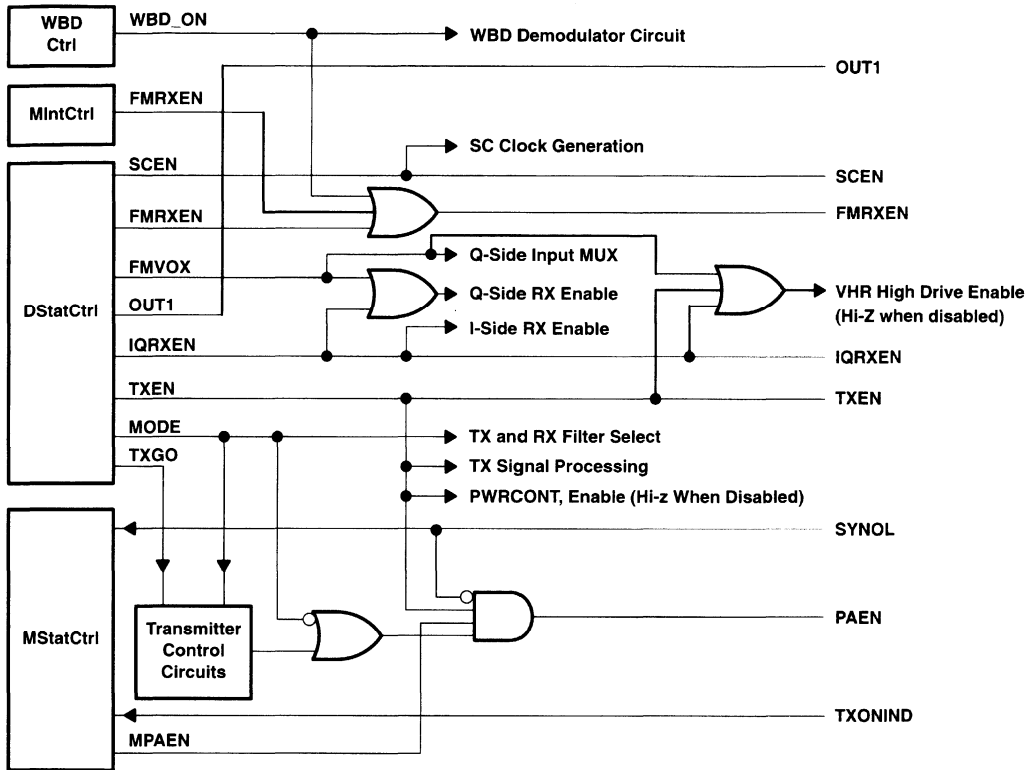 WBD
Ctrl
WBD_ON
WBD Demodulator Circuit
OUT1
MIntCtrl
FMRXEN
SC Clock Generation
SCEN
SCEN
FMRXEN
FMRXEN
DStatCtrl
FMVOX
Q-Side Input MUX
OUT1
Q-Side RX Enable
VHR High Drive Enable
(Hi-Z when disabled)
I-Side RX Enable
IQRXEN
IQRXEN
TXEN
TXEN
MODE
TX and RX Filter Select
TXGO
TX Signal Processing
PWRCONT, Enable (Hi-z When Disabled)
SYNOL
MStatCtrl
Transmitter
Control
Circuits
PAEN
TXONIND
MPAEN